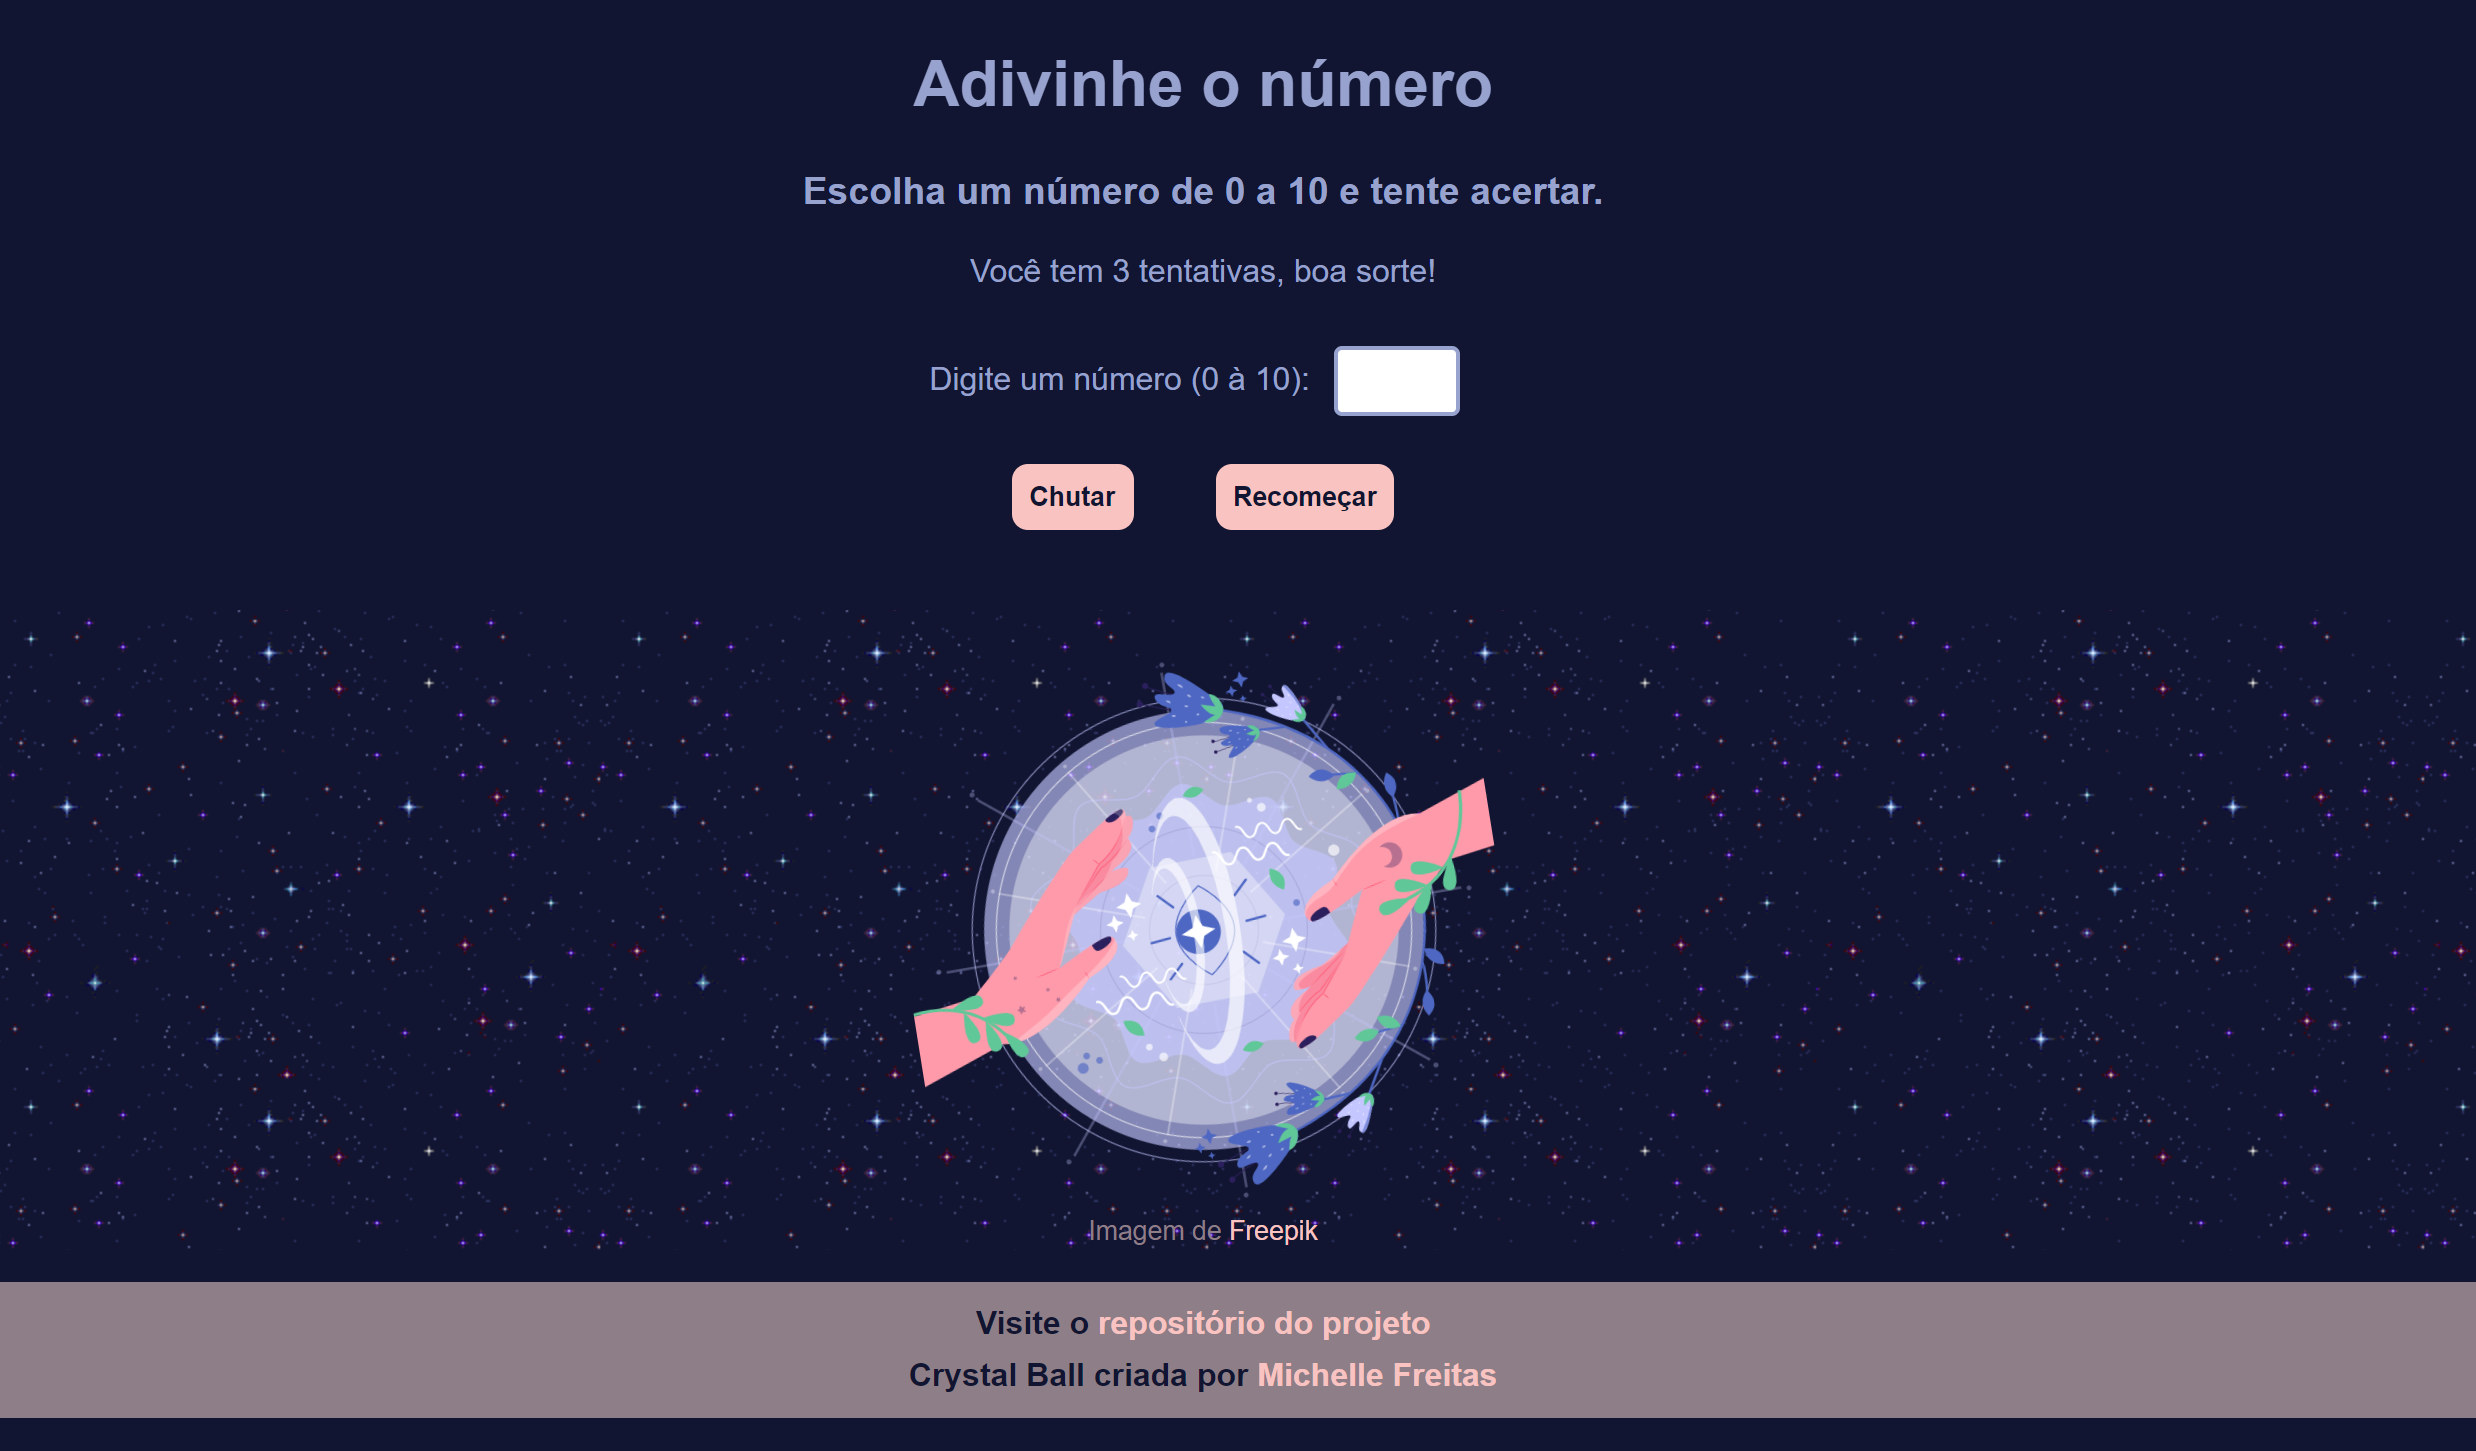 Adivinhe o número
Escolha um número de 0 a 10 e tente acertar.
Você tem 3 tentativas, boa sorte!
Digite um número (0 à 10):
Chutar Recomeçar
Imagem de Freepik
Visite o repositório do projeto
Crystal Ball criada por Michelle Freitas